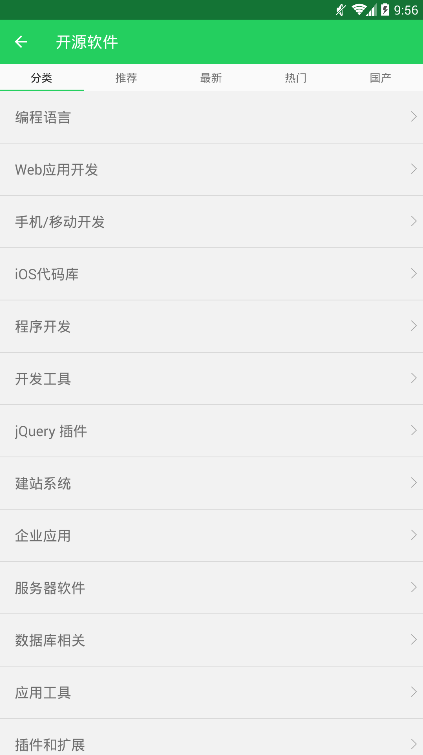 9:56
开源软件
分类 推荐 最新 热门 国产
编程语言
Web应用开发
手机/移动开发
iOS代码库
程序开发
开发工具
jQuery 插件
建站系统
企业应用
服务器软件
数据库相关
应用工具
插件和扩展